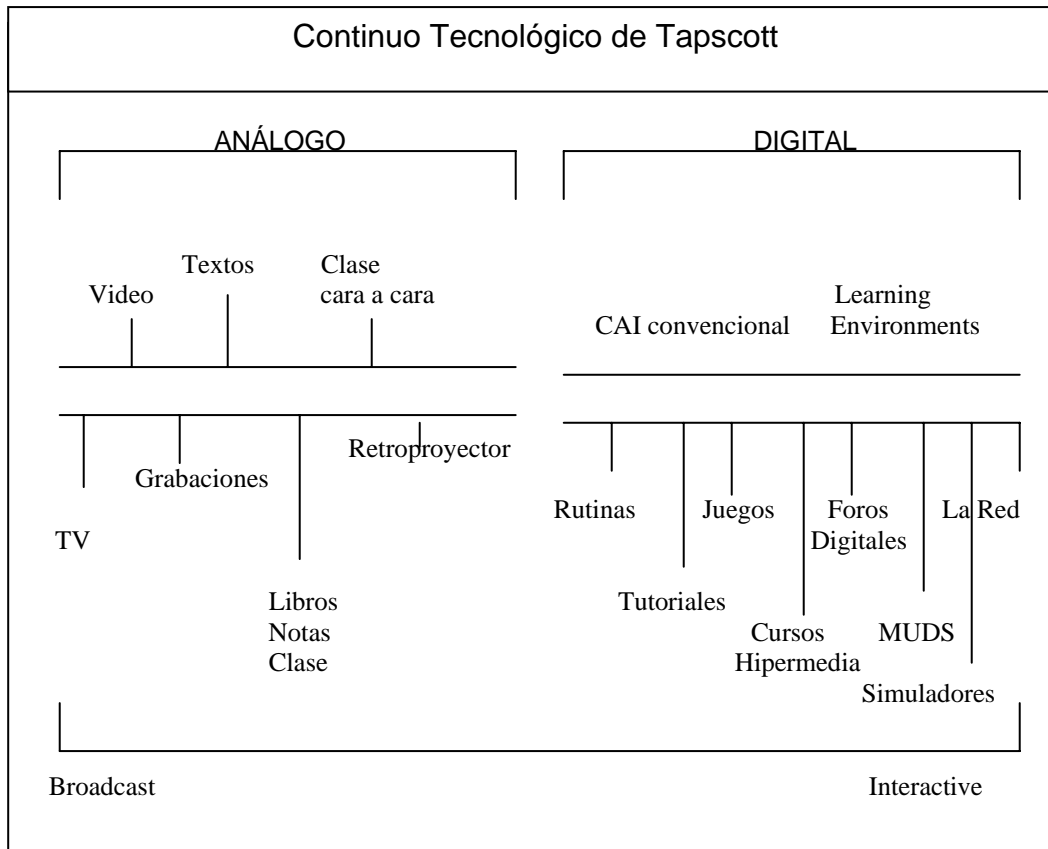 Continuo Tecnológico de Tapscott
ANÁLOGO
DIGITAL
Textos
Clase
Video
cara a cara
Learning
CAI convencional
Environments
Retroproyector
Grabaciones
TV
Libros
Notas
Clase
Rutinas
Juegos
Foros
La Red
Digitales
Tutoriales
Cursos
MUDS
Hipermedia
Simuladores
Broadcast
Interactive